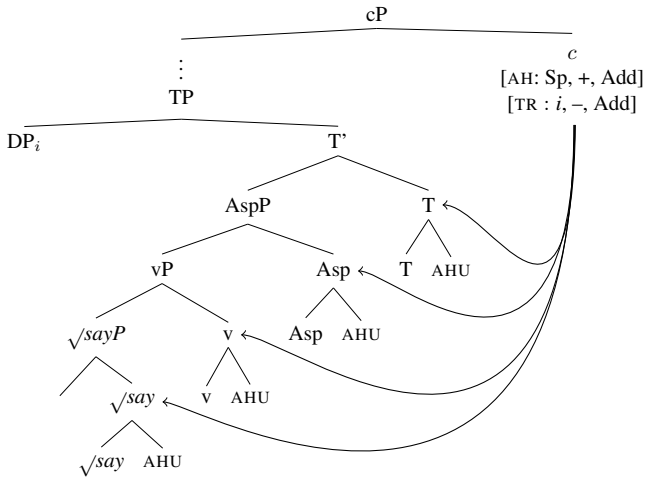 cP
c
⋮
[AH: Sp, +, Add]
TP
[TR : i, –, Add]
DPi
T’
AspP
T
vP
Asp
T AHU
√sayP
v
Asp AHU
√say
v AHU
√say AHU